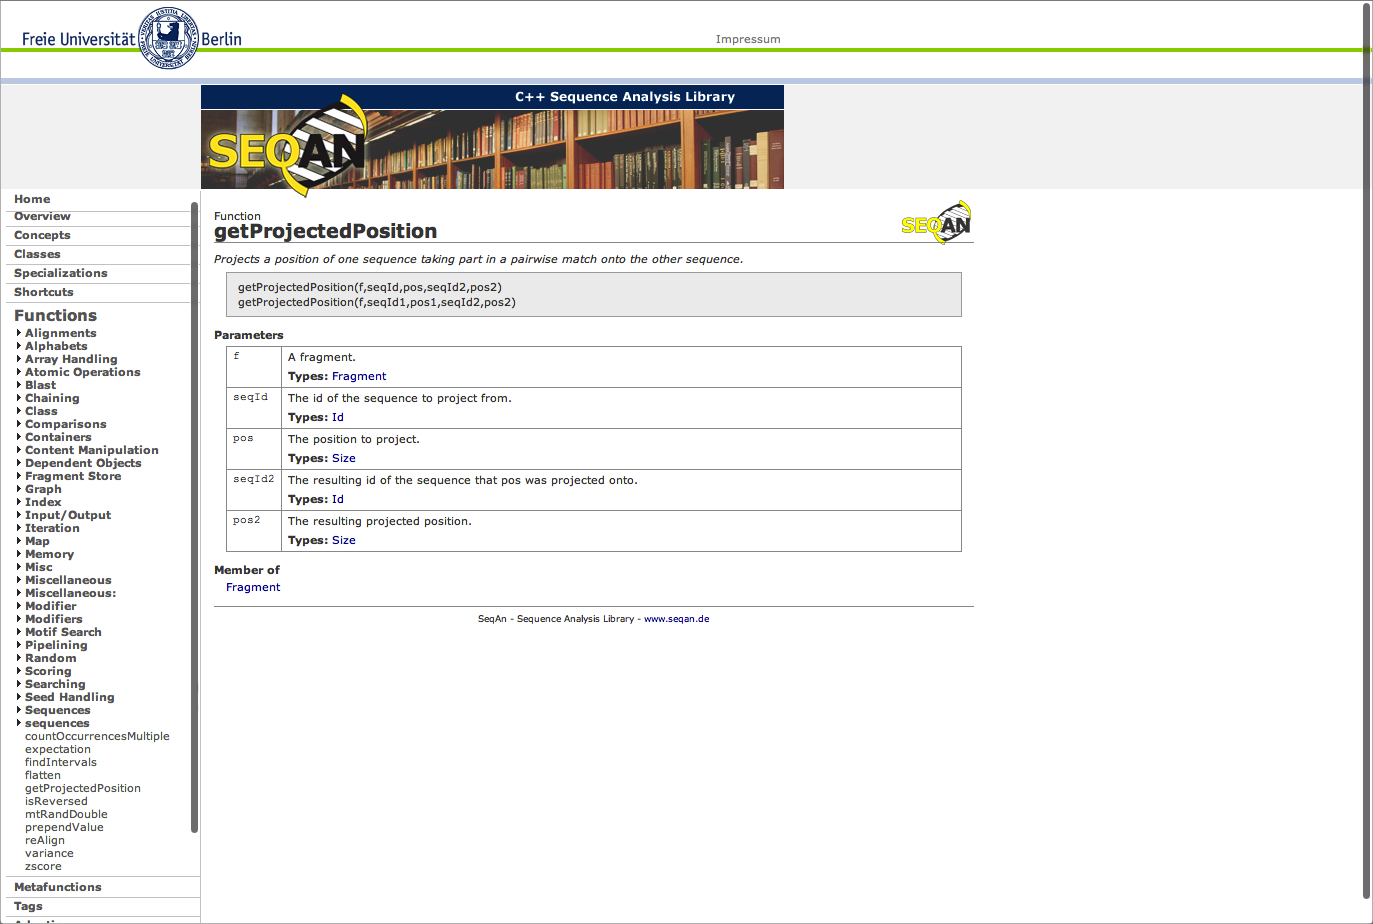 Freie Universität Berlin
Impressum
C++ Sequence Analysis Library
SEQAN
Home
Overview
Concepts
Classes
Specializations
Shortcuts
Functions
Alignments
Alphabets
Array Handling
Atomic Operations
Blast
Chaining
Class
Comparisons
Containers
Content Manipulation
Dependent Objects
Fragment Store
Graph
Index
Input/Output
Iteration
Map
Memory
Misc
Miscellaneous
Miscellaneous:
Modifier
Modifiers
Motif Search
Pipelining
Random
Scoring
Searching
Seed Handling
Sequences
sequences
countOccurrencesMultiple
expectation
findIntervals
flatten
getProjectedPosition
isReversed
mtRandDouble
prependValue
reAlign
variance
zscore
Metafunctions
Tags
Function
getProjectedPosition
SEQAN
Projects a position of one sequence taking part in a pairwise match onto the other sequence.
getProjectedPosition(f,seqId,pos,seqId2,pos2)
getProjectedPosition(f,seqId1,pos1,seqId2,pos2)
Parameters
f A fragment.
Types: Fragment
seqId The id of the sequence to project from.
Types: Id
pos The position to project.
Types: Size
seqId2 The resulting id of the sequence that pos was projected onto.
Types: Id
pos2 The resulting projected position.
Types: Size
Member of
Fragment
SeqAn - Sequence Analysis Library - www.seqan.de